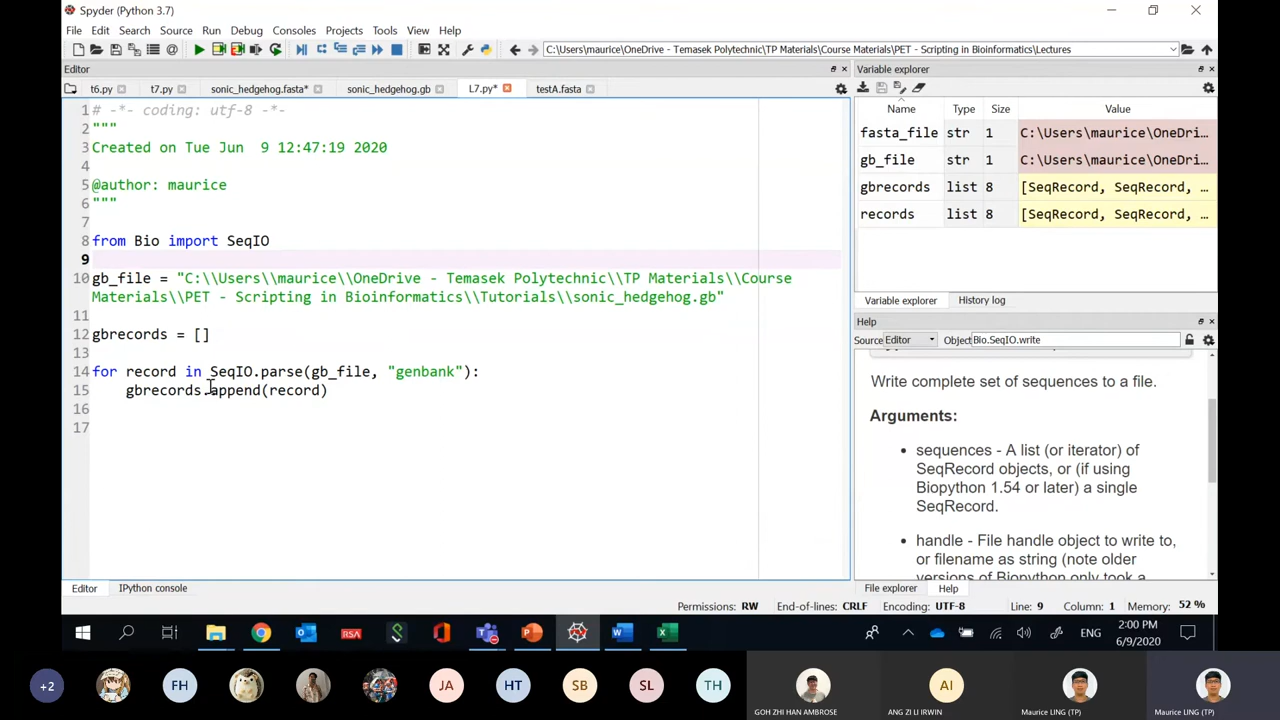 Spyder (Python 3.7)
File Edit Search Source Run Debug Consoles Projects Tools View Help
C:\Users\maurice\OneDrive - Temasek Polytechnic\TP Materials\Course Materials\PET - Scripting in Bioinformatics\Lectures
Editor
t6.py t7.py sonic_hedgehog.fasta* sonic_hedgehog.gb L7.py* testA.fasta
1 # -*- coding: utf-8 -*-
2 """
3 Created on Tue Jun  9 12:47:19 2020
4
5 @author: maurice
6 """
7
8 from Bio import SeqIO
9
10 gb_file = "C:\\Users\\maurice\\OneDrive - Temasek Polytechnic\\TP Materials\\Course
Materials\\PET - Scripting in Bioinformatics\\Tutorials\\sonic_hedgehog.gb"
11
12 gbrecords = []
13
14 for record in SeqIO.parse(gb_file, "genbank"):
15     gbrecords.append(record)
16
17
Editor IPython console
Variable explorer
Name Type Size Value
fasta_file str 1 C:\Users\maurice\OneDri...
gb_file str 1 C:\Users\maurice\OneDri...
gbrecords list 8 [SeqRecord, SeqRecord, ...
records list 8 [SeqRecord, SeqRecord, ...
Variable explorer History log
Help
Source Editor Object Bio.SeqIO.write
Write complete set of sequences to a file.
Arguments:
• sequences - A list (or iterator) of
SeqRecord objects, or (if using
Biopython 1.54 or later) a single
SeqRecord.
• handle - File handle object to write to,
or filename as string (note older
versions of Biopython only took a
File explorer Help
Permissions: RW End-of-lines: CRLF Encoding: UTF-8 Line: 9 Column: 1 Memory: 52 %
RSA ENG 2:00 PM
6/9/2020
+2 FH JA HT SB SL TH AI
GOH ZHI HAN AMBROSE ANG ZI LI IRWIN Maurice LING (TP) Maurice LING (TP)